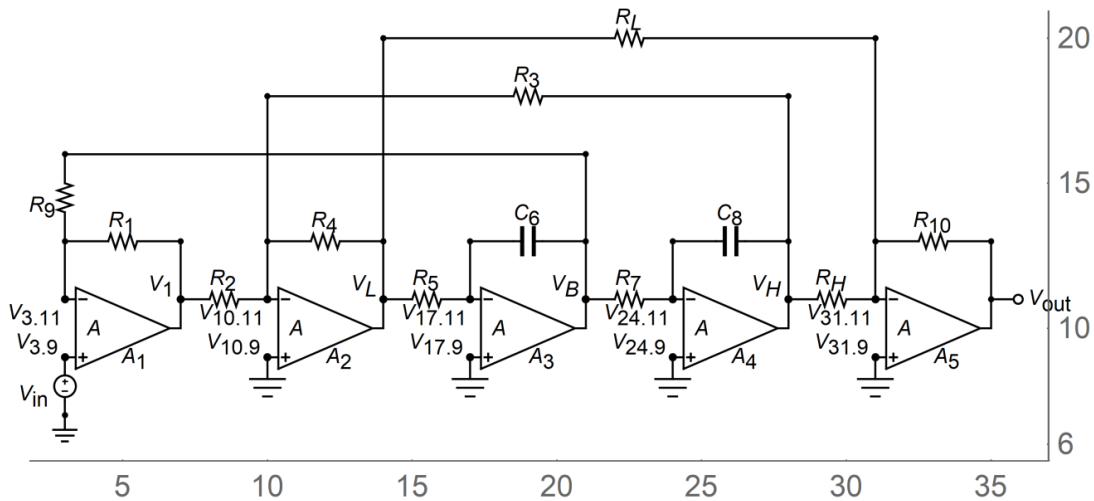 R_L
20
R_3
15
R_9
R_1
R_4
C_6
C_8
R_10
V_1
R_2
V_L
R_5
V_B
R_7
V_H
R_H
V_out
V_3.11
V_10.11
V_17.11
V_24.11
V_31.11
− A + A_1
− A + A_2
− A + A_3
− A + A_4
− A + A_5
10
V_3.9
V_10.9
V_17.9
V_24.9
V_31.9
V_in
+
−
6
5 10 15 20 25 30 35